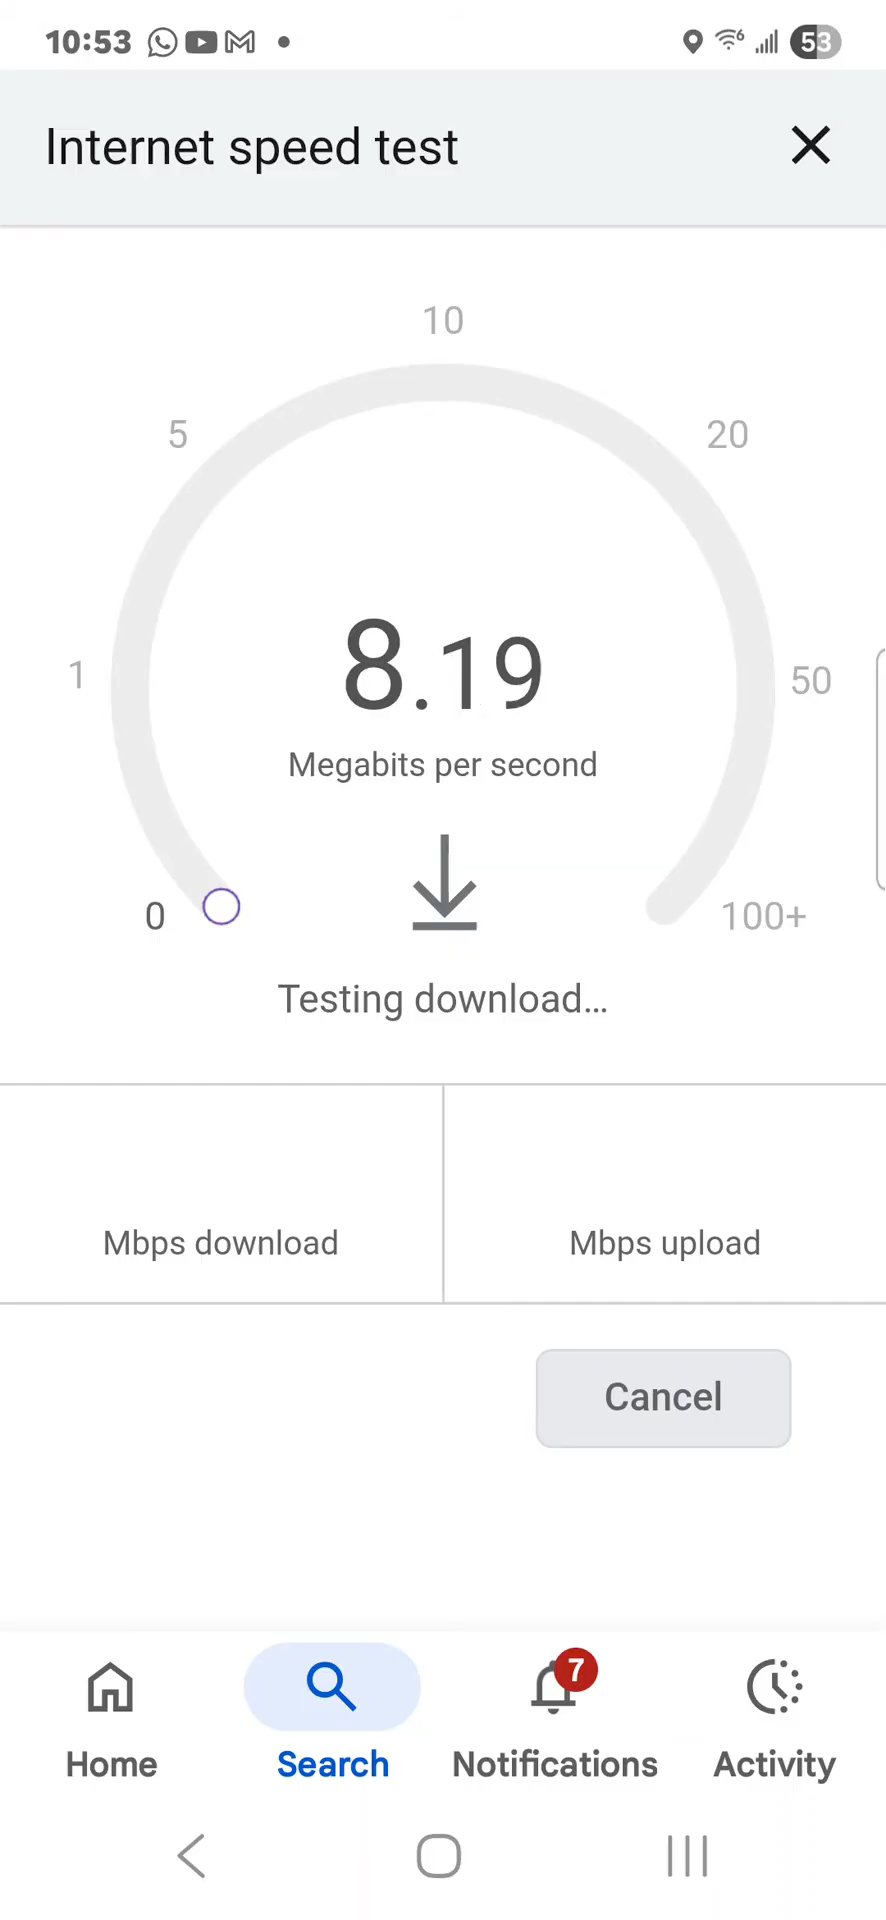 10:53 53
Internet speed test
10
5 20
1 50
8.19
Megabits per second
0 100+
Testing download...
Mbps download Mbps upload
Cancel
7
Home Search Notifications Activity